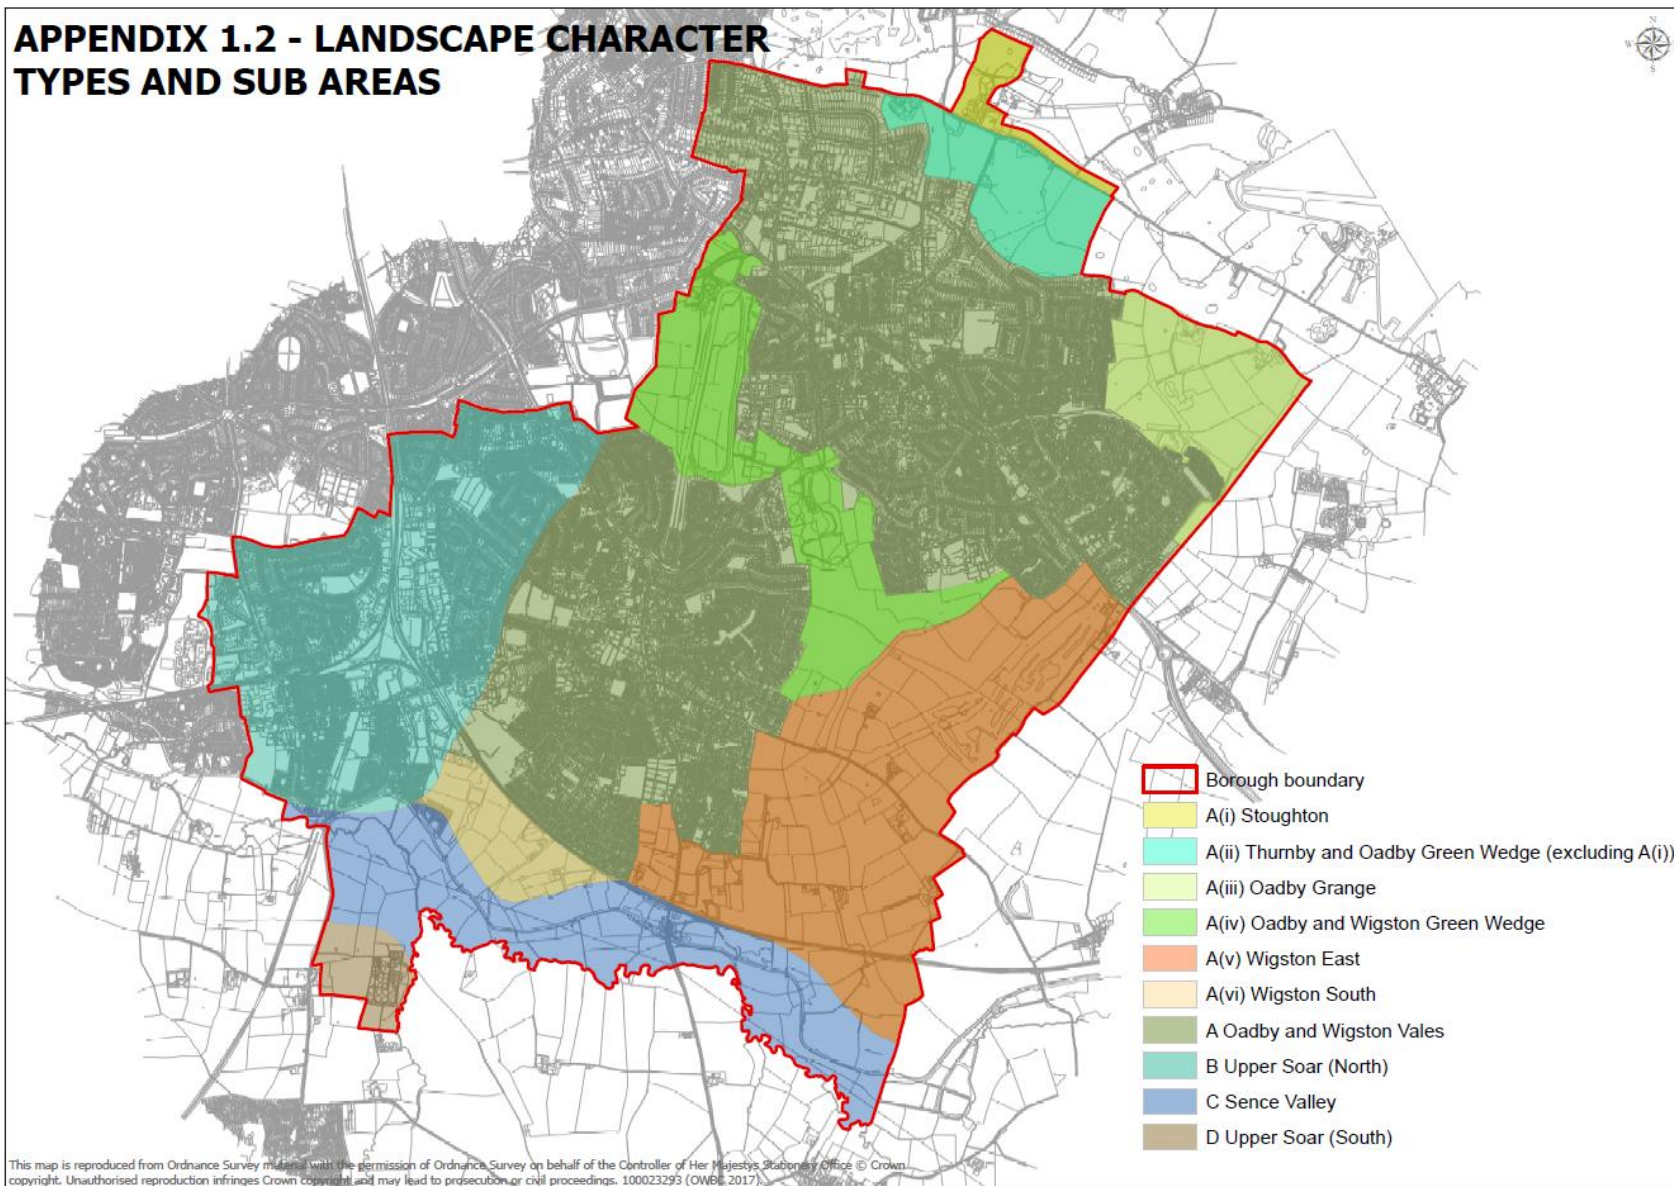 APPENDIX 1.2 - LANDSCAPE CHARACTER
TYPES AND SUB AREAS
N
W
S
Borough boundary
A(i) Stoughton
A(ii) Thurnby and Oadby Green Wedge (excluding A(i))
A(iii) Oadby Grange
A(iv) Oadby and Wigston Green Wedge
A(v) Wigston East
A(vi) Wigston South
A Oadby and Wigston Vales
B Upper Soar (North)
C Sence Valley
D Upper Soar (South)
This map is reproduced from Ordnance Survey material with the permission of Ordnance Survey on behalf of the Controller of Her Majestys Stationery Office © Crown
copyright. Unauthorised reproduction infringes Crown copyright and may lead to prosecution or civil proceedings. 100023293 (OWBC 2017)